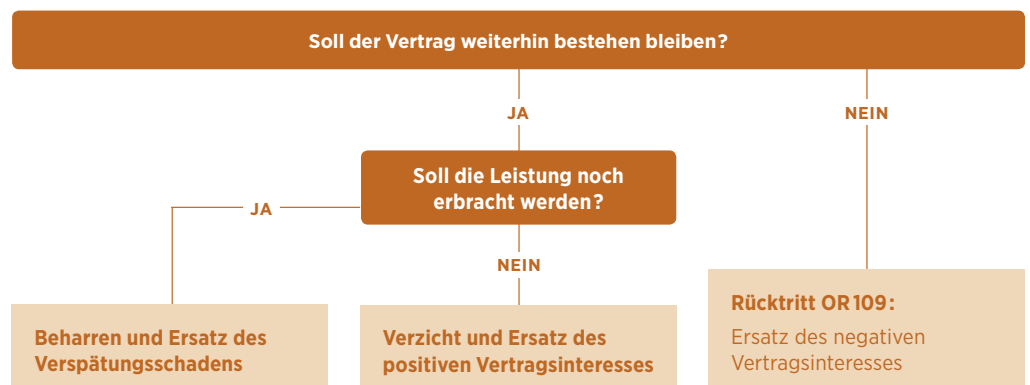 Soll der Vertrag weiterhin bestehen bleiben?
JA
NEIN
Soll die Leistung noch
erbracht werden?
JA
NEIN
Beharren und Ersatz des
Verspätungsschadens
Verzicht und Ersatz des
positiven Vertragsinteresses
Rücktritt OR 109:
Ersatz des negativen
Vertragsinteresses